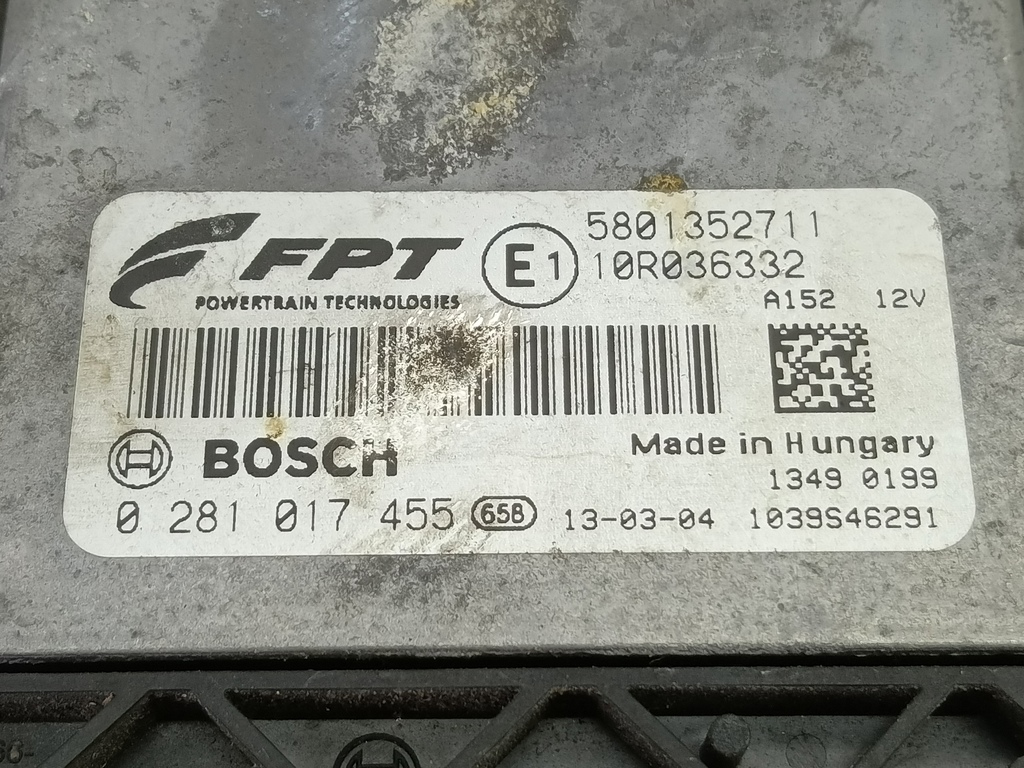 FPT
POWERTRAIN TECHNOLOGIES
E1
5801352711
10R036332
A152 12V
BOSCH
Made in Hungary
1349 0199
0 281 017 455 658 13-03-04 1039S46291